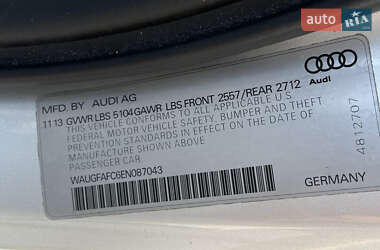 auto RIA
MFD. BY AUDI AG
11 13 GVWR LBS 5104 GAWR LBS FRONT 2557/REAR 2712
THIS VEHICLE CONFORMS TO ALL APPLICABLE U S
FEDERAL MOTOR VEHICLE SAFETY, BUMPER, AND
THEFT PREVENTION STANDARDS IN EFFECT ON THE
DATE OF MANUFACTURE SHOWN ABOVE
PASSENGER CAR
WAUGFAFC6EN087043
GERMANY
4812707